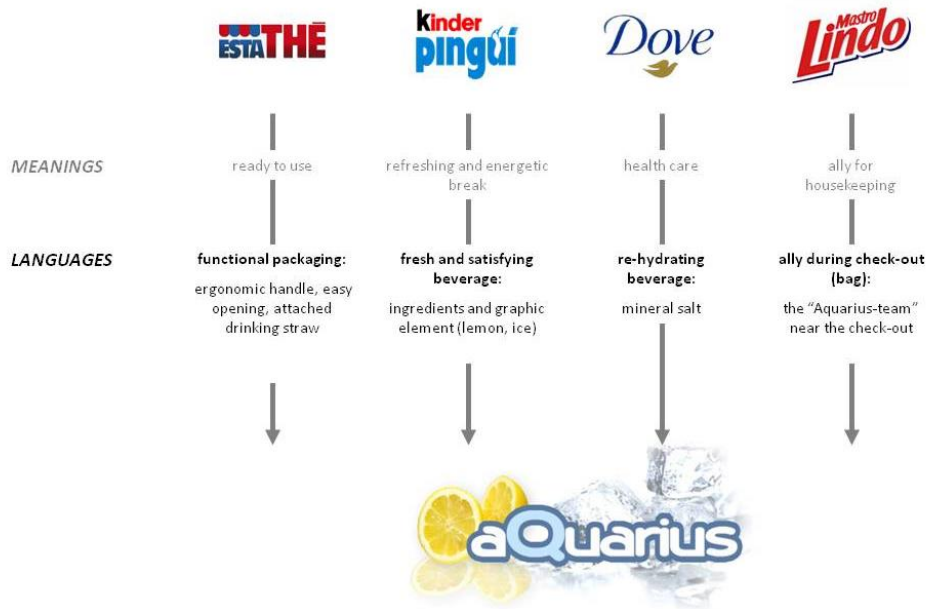 ESTATHĒ
kinder
pinguí
Dove
Mastro
Lindo
MEANINGS
ready to use
refreshing and energetic
break
health care
ally for
housekeeping
LANGUAGES
functional packaging:
ergonomic handle, easy
opening, attached
drinking straw
fresh and satisfying
beverage:
ingredients and graphic
element (lemon, ice)
re-hydrating
beverage:
mineral salt
ally during check-out
(bag):
the “Aquarius-team”
near the check-out
aQuarius